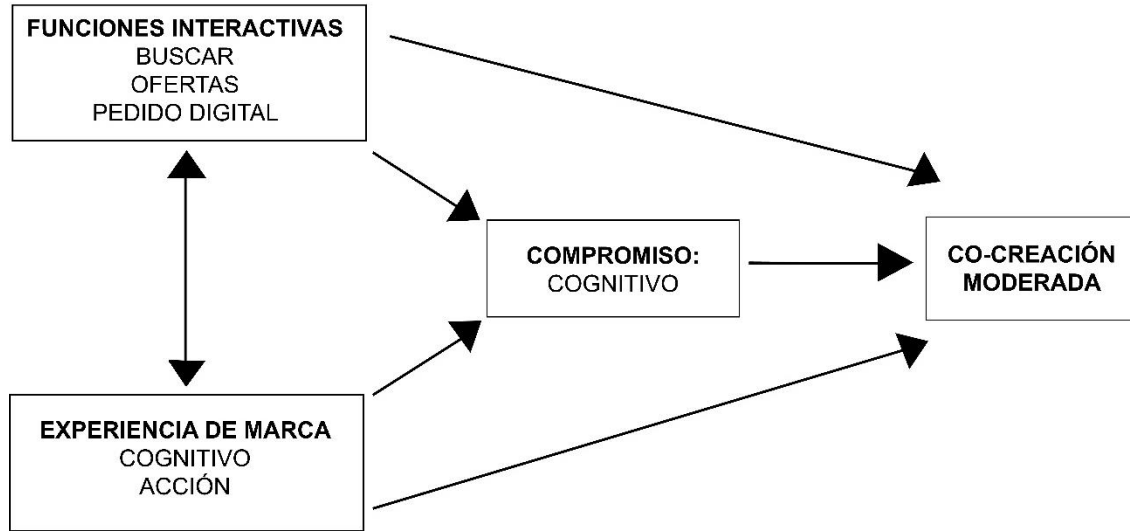 FUNCIONES INTERACTIVAS
BUSCAR
OFERTAS
PEDIDO DIGITAL
COMPROMISO:
COGNITIVO
CO-CREACIÓN
MODERADA
EXPERIENCIA DE MARCA
COGNITIVO
ACCIÓN